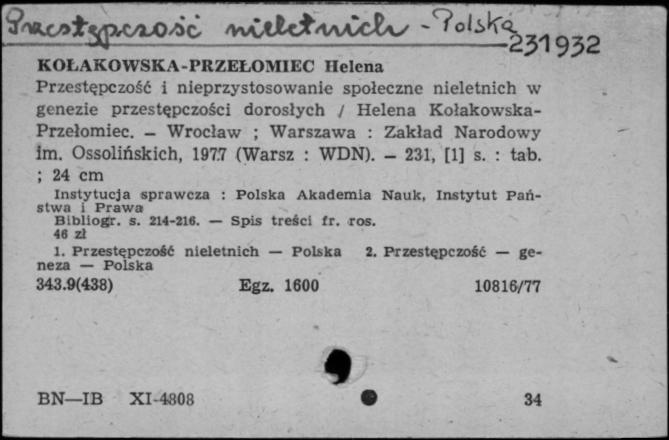 Przestępczość nieletnich - Polska
231932
KOŁAKOWSKA-PRZEŁOMIEC Helena
Przestępczość i nieprzystosowanie społeczne nieletnich w
genezie przestępczości dorosłych / Helena Kołakowska-
Przełomiec. — Wrocław ; Warszawa : Zakład Narodowy
im. Ossolińskich, 1977 (Warsz : WDN). — 231, [1] s. : tab.
; 24 cm
Instytucja sprawcza : Polska Akademia Nauk, Instytut Pań-
stwa i Prawa
Bibliogr. s. 214-216. — Spis treści fr. ros.
46 zł
1. Przestępczość nieletnich — Polska 2. Przestępczość — ge-
neza — Polska
343.9(438) Egz. 1600 10816/77
BN—IB XI-4808 34